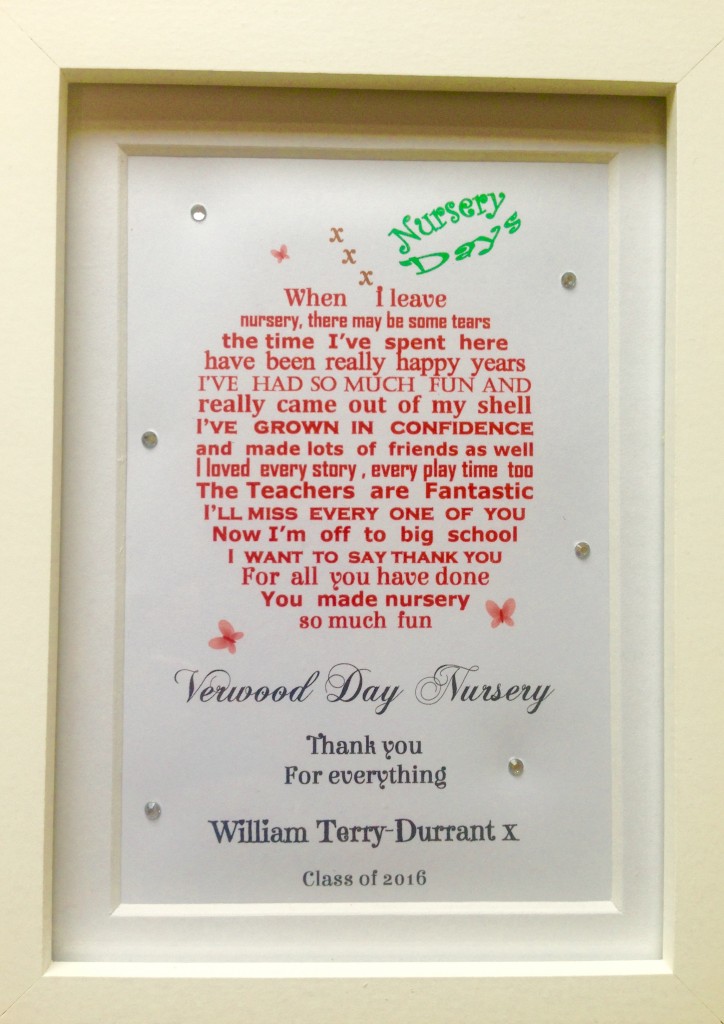 Nursery
Days
x
x
x
When I leave
nursery, there may be some tears
the time I've spent here
have been really happy years
I'VE HAD SO MUCH FUN AND
really came out of my shell
I'VE GROWN IN CONFIDENCE
and made lots of friends as well
I loved every story , every play time too
The Teachers are Fantastic
I'LL MISS EVERY ONE OF YOU
Now I'm off to big school
I WANT TO SAY THANK YOU
For all you have done
You made nursery
so much fun
Verwood Day Nursery
Thank you
For everything
William Terry-Durrant x
Class of 2016